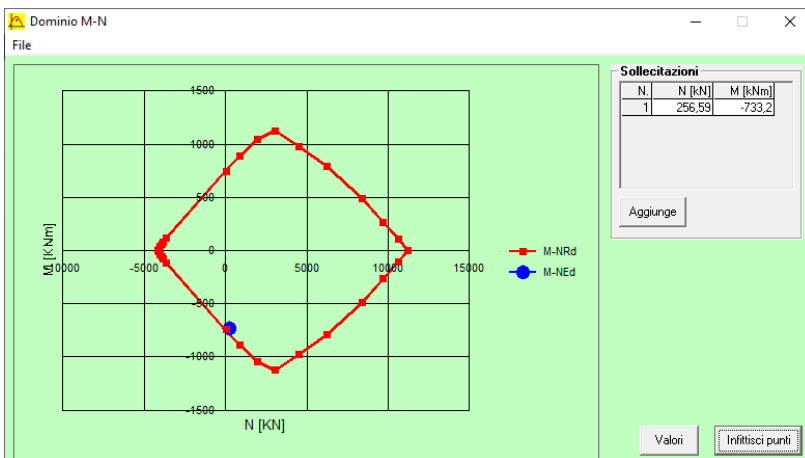 Dominio M-N
File
1500
1000
500
0
-10000
-5000
0
5000
10000
15000
-500
-1000
-1500
M [KNm]
N [KN]
M-NRd
M-NEd
Sollecitazioni
N. N [kN] M [kNm]
1 256,59 -733,2
Aggiunge
Valori
Infittisci punti